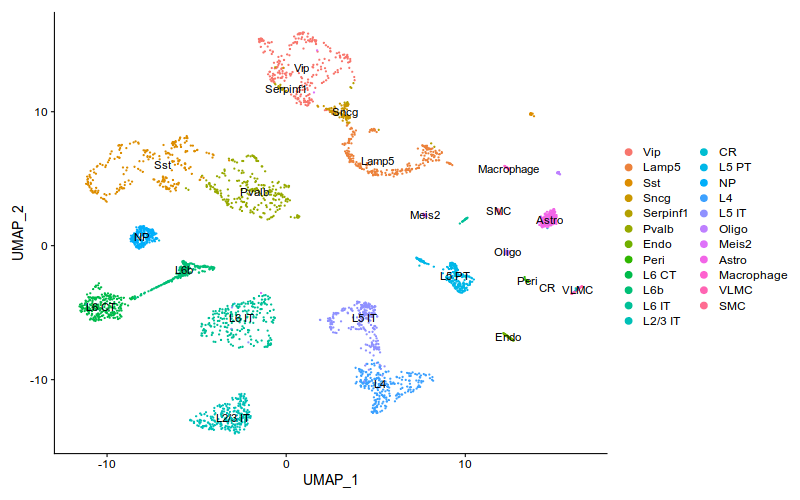 Vip
Serpinf1
Sncg
10
Lamp5
Sst
Macrophage
Pvalb
Meis2
SMC
Astro
NP
0
Oligo
L6b
L5 PT
Peri
CR
VLMC
L6 CT
L6 IT
L5 IT
Endo
-10
L4
L2/3 IT
-10
0
10
UMAP_1
UMAP_2
Vip
Lamp5
Sst
Sncg
Serpinf1
Pvalb
Endo
Peri
L6 CT
L6b
L6 IT
L2/3 IT
CR
L5 PT
NP
L4
L5 IT
Oligo
Meis2
Astro
Macrophage
VLMC
SMC